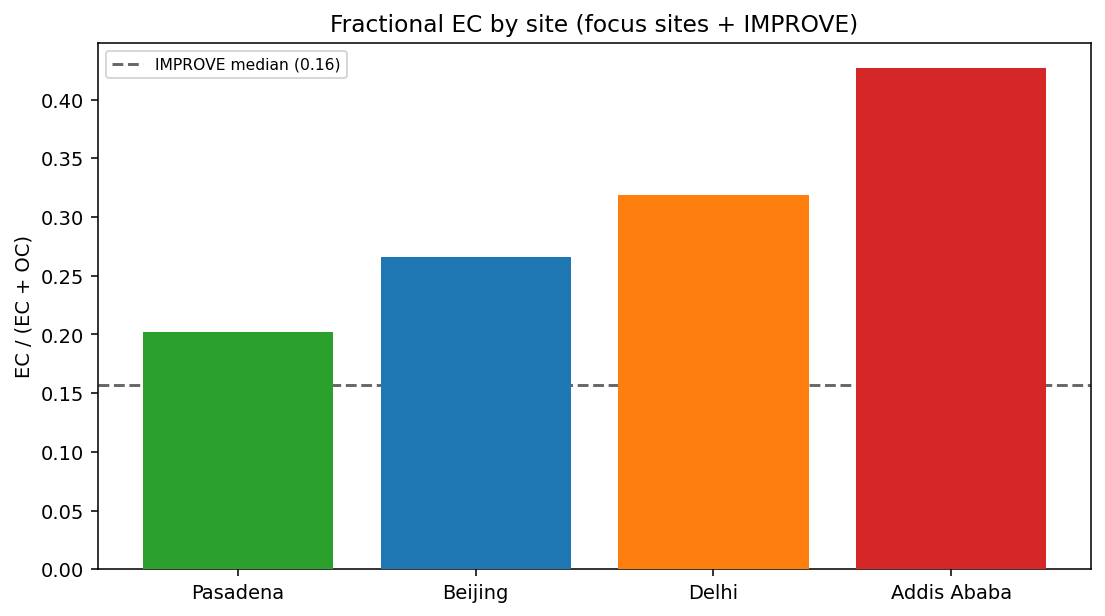 Fractional EC by site (focus sites + IMPROVE)
IMPROVE median (0.16)
EC / (EC + OC)
0.40
0.35
0.30
0.25
0.20
0.15
0.10
0.05
0.00
Pasadena Beijing Delhi Addis Ababa